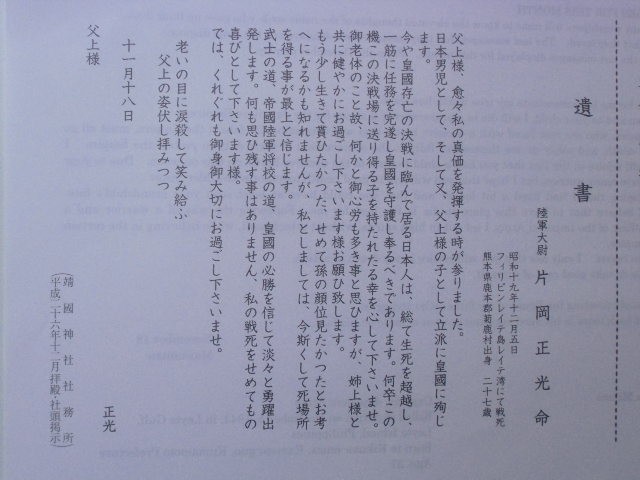 遺書
陸軍大尉 片岡正光命
昭和十九年十二月五日
フィリピンレイテ島レイテ湾にて戦死
熊本県鹿本郡菊鹿村出身 二十七歳
父上様、愈々私の真価を発揮する時が参りました。
日本男児として、そして又、父上様の子として立派に皇國に殉じ
ます。
今や皇國存亡の決戦に臨んで居る日本人は、総て生死を超越し、
一筋に任務を完遂し皇國を守護し奉るべきであります。何卒この
機この決戦場に送り得る子を持たれたる幸を心して下さいませ。
御老体のこと故、何かと御心労も多き事と思ひますが、姉上様と
共に健やかにお過ごし下さいます様お願ひ致します。
もう少し生きて貰ひたかつた、せめて孫の顔位見たかつたとお考
へになるかも知れませんが、私としましては、今斯くして死場所
を得る事が最上と信じます。
武士の道、帝國陸軍将校の道、皇國の必勝を信じて淡々と勇躍出
発します。何も思ひ残す事はありません、私の戦死をせめてもの
喜びとして下さいます様。
では、くれぐれも御身御大切にお過ごし下さいませ。
老いの目に涙殺して笑み給ふ
父上の姿伏し拝みつつ
十一月十八日
正光
父上様
(靖國神社社務所)
(平成二十六年十二月拝殿社頭掲示)